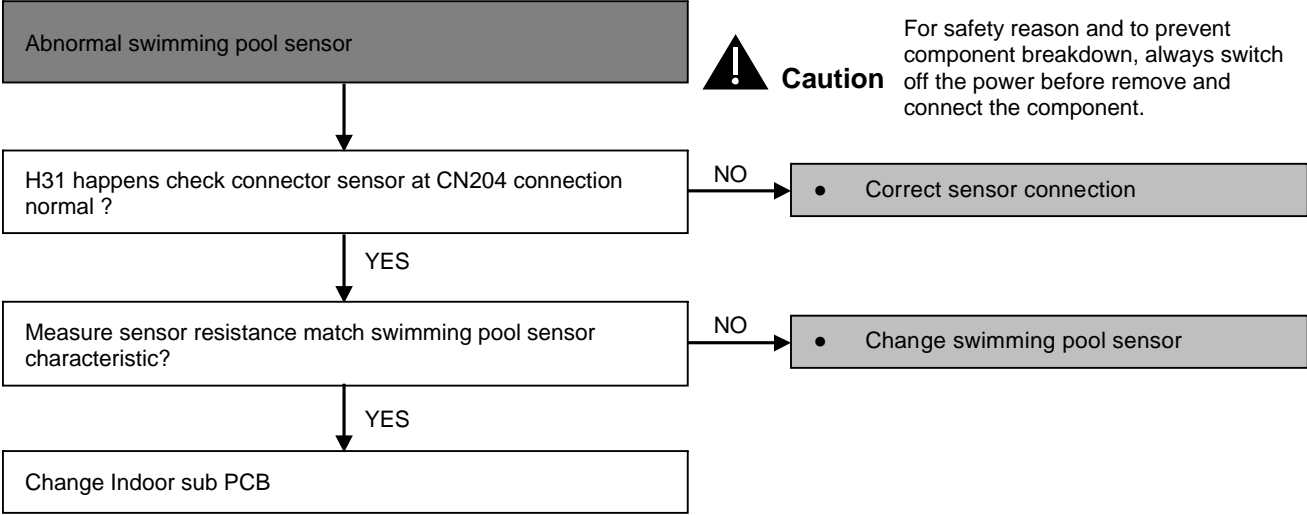 Abnormal swimming pool sensor
Caution
For safety reason and to prevent
component breakdown, always switch
off the power before remove and
connect the component.
H31 happens check connector sensor at CN204 connection
normal ?
NO
● Correct sensor connection
YES
Measure sensor resistance match swimming pool sensor
characteristic?
NO
● Change swimming pool sensor
YES
Change Indoor sub PCB